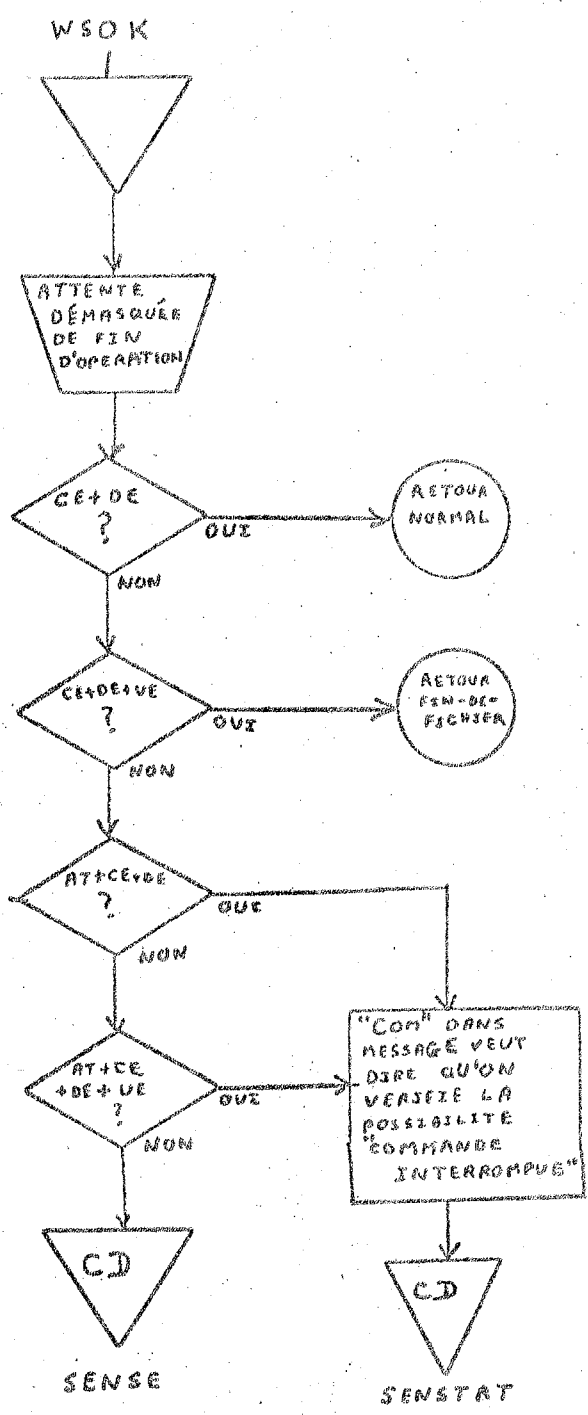 WSOK
ATTENTE
DÉMASQUÉE
DE FIN
D'OPERATION
CE+DE
?
OUI
NON
RETOUR
NORMAL
CE+DE+UE
?
OUI
NON
RETOUR
FIN-DE-
FICHIER
AT+CE+DE
?
OUI
NON
AT+CE
+DE+UE
?
OUI
NON
"COM" DANS
MESSAGE VEUT
DIRE QU'ON
VERIFIE LA
POSSIBILITE
"COMMANDE
INTERROMPUE"
CD
SENSE
CD
SENSTAT